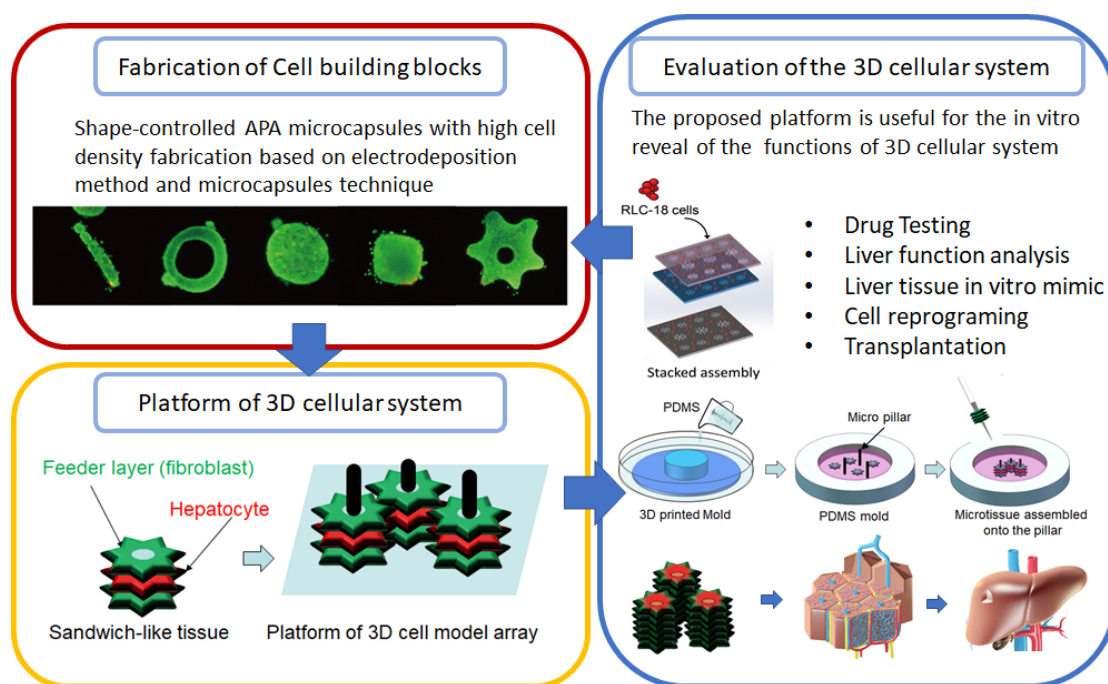 Fabrication of Cell building blocks
Shape-controlled APA microcapsules with high cell
density fabrication based on electrodeposition
method and microcapsules technique
Platform of 3D cellular system
Feeder layer (fibroblast)
Hepatocyte
Sandwich-like tissue
Platform of 3D cell model array
Evaluation of the 3D cellular system
The proposed platform is useful for the in vitro
reveal of the functions of 3D cellular system
RLC-18 cells
Stacked assembly
• Drug Testing
• Liver function analysis
• Liver tissue in vitro mimic
• Cell reprograming
• Transplantation
PDMS
3D printed Mold
Micro pillar
PDMS mold
Microtissue assembled
onto the pillar